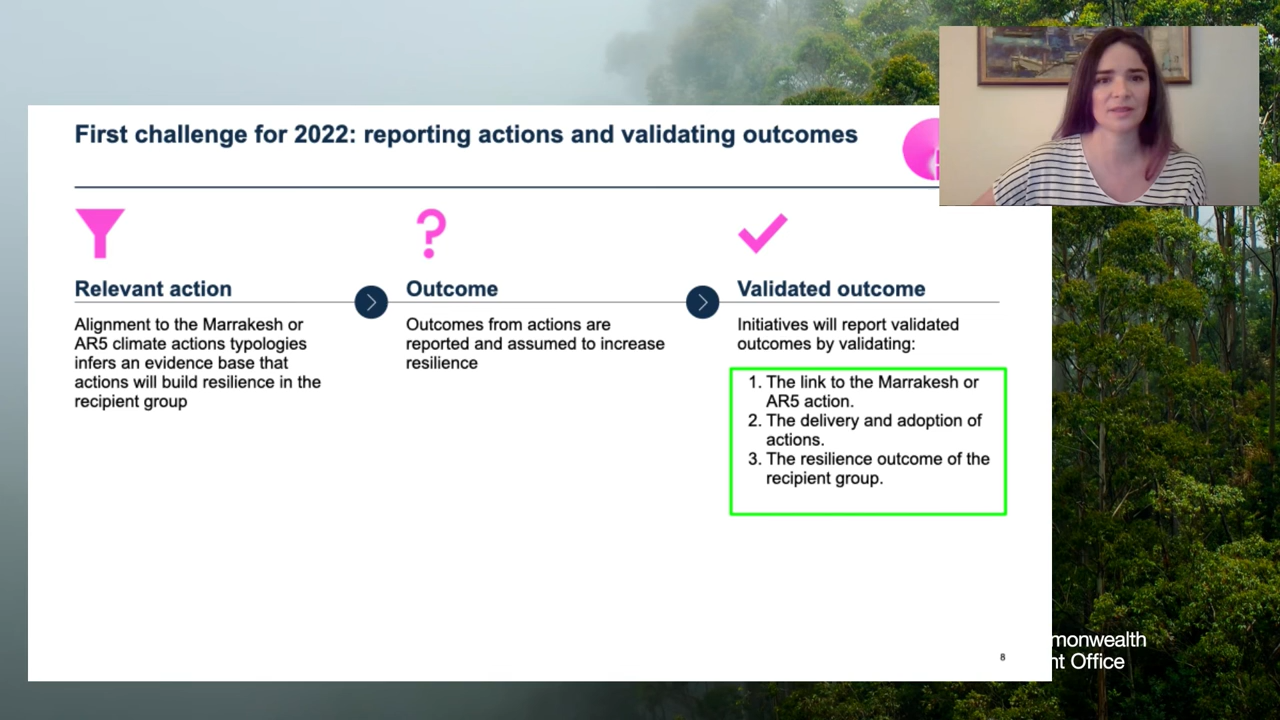 First challenge for 2022: reporting actions and validating outcomes
Relevant action
Alignment to the Marrakesh or
AR5 climate actions typologies
infers an evidence base that
actions will build resilience in the
recipient group
Outcome
Outcomes from actions are
reported and assumed to increase
resilience
Validated outcome
Initiatives will report validated
outcomes by validating:
1. The link to the Marrakesh or
AR5 action.
2. The delivery and adoption of
actions.
3. The resilience outcome of the
recipient group.
8
Office